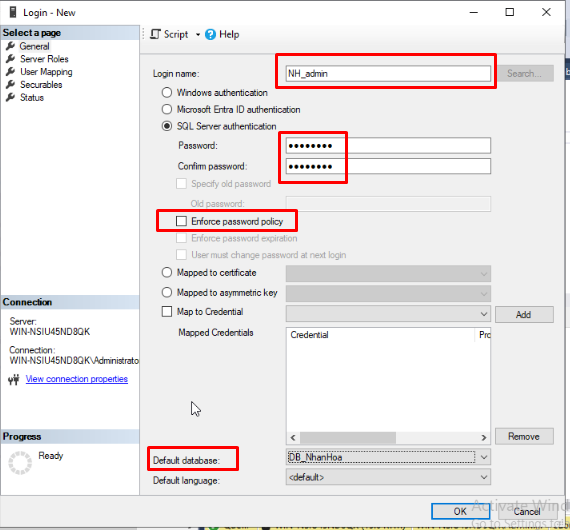 Login - New
Select a page
General
Server Roles
User Mapping
Securables
Status
Script
Help
Login name:
NH_admin
Search...
Windows authentication
Microsoft Entra ID authentication
SQL Server authentication
Password:
●●●●●●●●
Confirm password:
●●●●●●●●
Specify old password
Old password:
Enforce password policy
Enforce password expiration
User must change password at next login
Mapped to certificate
Mapped to asymmetric key
Map to Credential
Add
Mapped Credentials
Credential
Pro
Remove
Default database:
DB_NhanHoa
Default language:
<default>
Connection
Server:
WIN-NSIU45ND8QK
Connection:
WIN-NSIU45ND8QK\Administrato
View connection properties
Progress
Ready
OK
Cancel
Activate Wind
Go to Settings to a